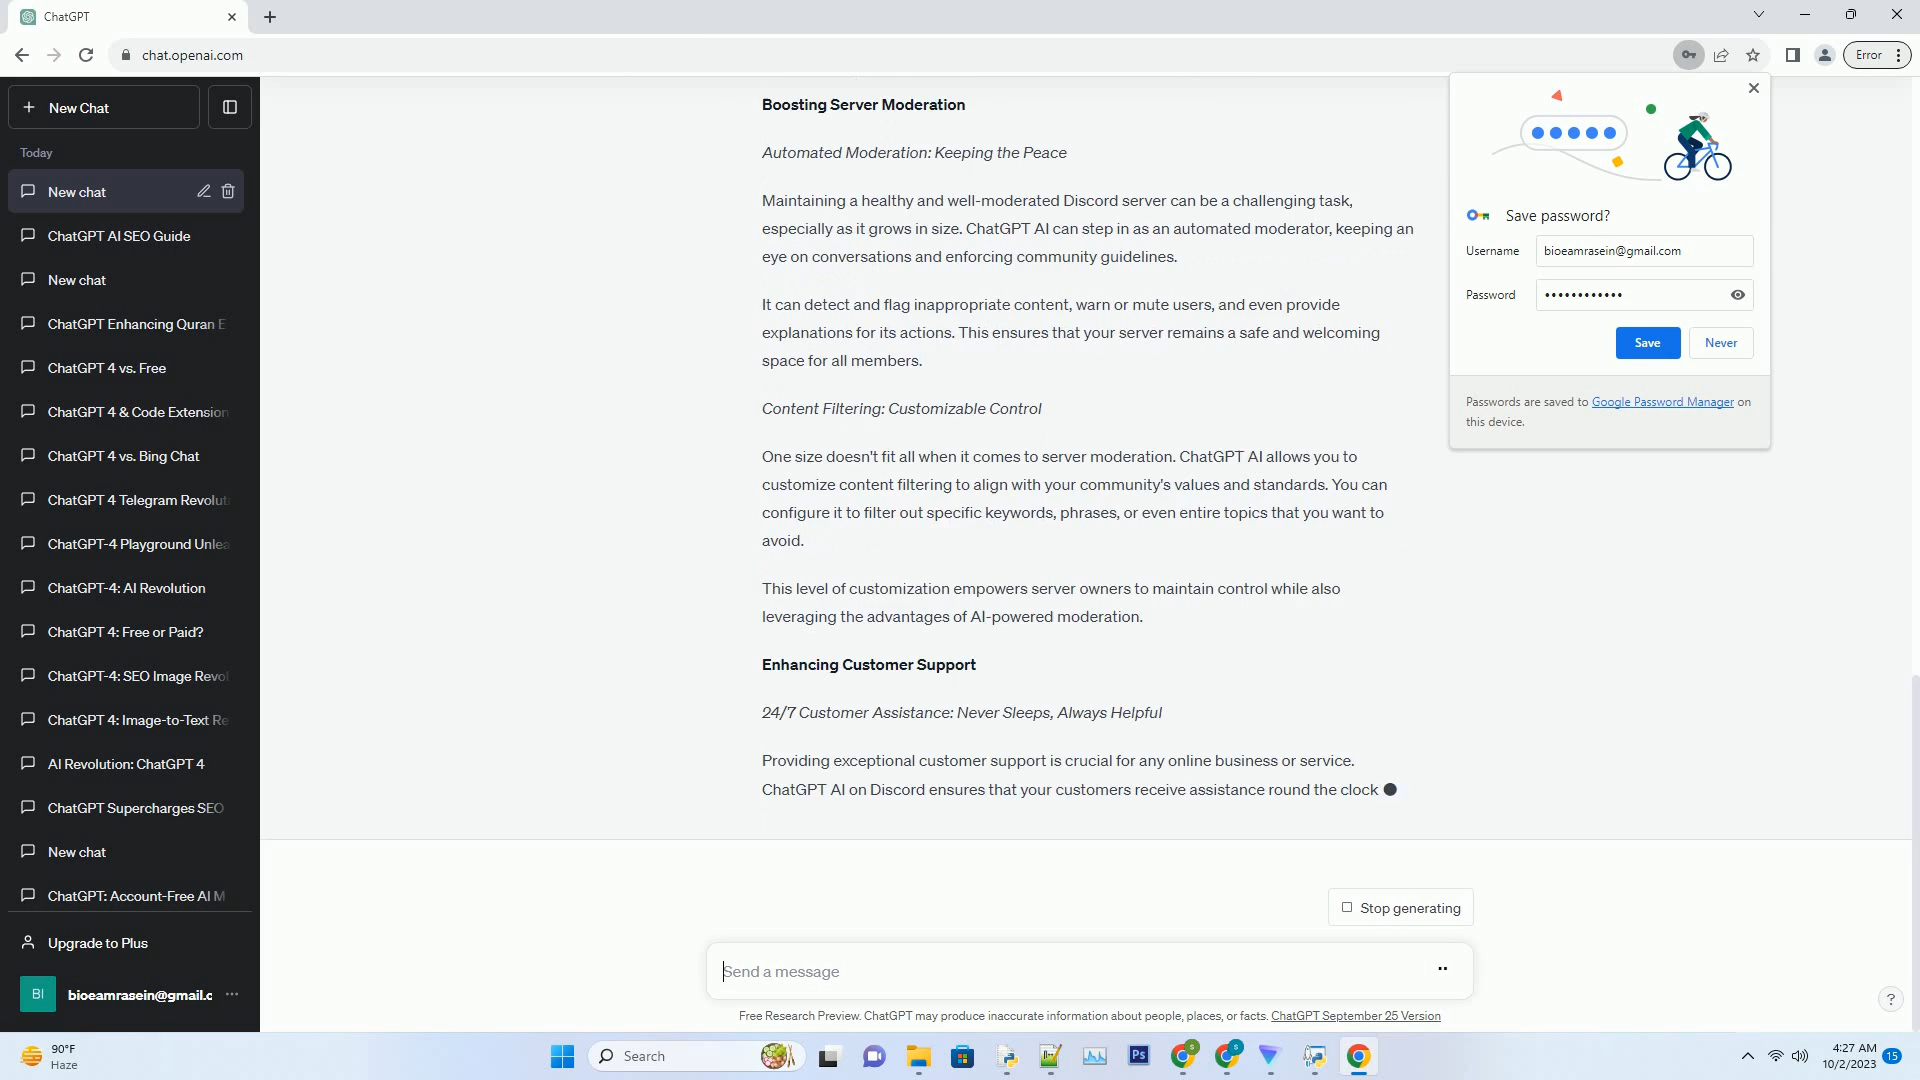 ChatGPT
chat.openai.com
Error
New Chat
Today
New chat
ChatGPT AI SEO Guide
New chat
ChatGPT Enhancing Quran E
ChatGPT 4 vs. Free
ChatGPT 4 & Code Extension
ChatGPT 4 vs. Bing Chat
ChatGPT 4 Telegram Revolut
ChatGPT-4 Playground Unlea
ChatGPT-4: AI Revolution
ChatGPT 4: Free or Paid?
ChatGPT-4: SEO Image Revol
ChatGPT 4: Image-to-Text Re
AI Revolution: ChatGPT 4
ChatGPT Supercharges SEO
New chat
ChatGPT: Account-Free AI M
Upgrade to Plus
BI
bioeamrasein@gmail.c
Boosting Server Moderation
Automated Moderation: Keeping the Peace
Maintaining a healthy and well-moderated Discord server can be a challenging task,
especially as it grows in size. ChatGPT AI can step in as an automated moderator, keeping an
eye on conversations and enforcing community guidelines.
It can detect and flag inappropriate content, warn or mute users, and even provide
explanations for its actions. This ensures that your server remains a safe and welcoming
space for all members.
Content Filtering: Customizable Control
One size doesn't fit all when it comes to server moderation. ChatGPT AI allows you to
customize content filtering to align with your community's values and standards. You can
configure it to filter out specific keywords, phrases, or even entire topics that you want to
avoid.
This level of customization empowers server owners to maintain control while also
leveraging the advantages of AI-powered moderation.
Enhancing Customer Support
24/7 Customer Assistance: Never Sleeps, Always Helpful
Providing exceptional customer support is crucial for any online business or service.
ChatGPT AI on Discord ensures that your customers receive assistance round the clock
Stop generating
Send a message
Free Research Preview. ChatGPT may produce inaccurate information about people, places, or facts. ChatGPT September 25 Version
?
Save password?
Username
bioeamrasein@gmail.com
Password
••••••••••••
Save
Never
Passwords are saved to Google Password Manager on
this device.
90°F
Haze
Search
Ps
S
S
4:27 AM
10/2/2023
15